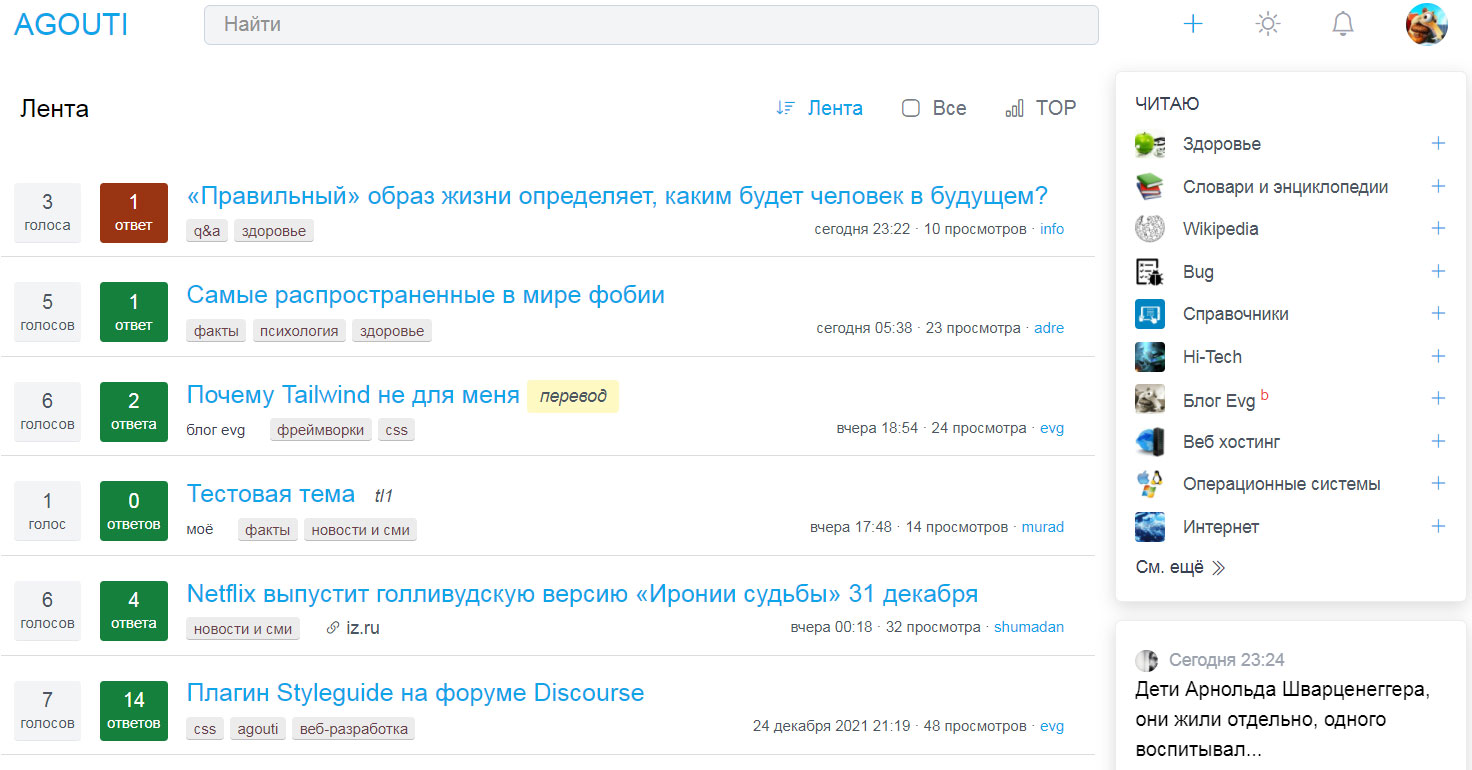 AGOUTI
Найти
Лента
Лента
Все
TOP
3
голоса
1
ответ
«Правильный» образ жизни определяет, каким будет человек в будущем?
q&a здоровье
сегодня 23:22 · 10 просмотров · info
5
голосов
1
ответ
Самые распространенные в мире фобии
факты психология здоровье
сегодня 05:38 · 23 просмотра · adre
6
голосов
2
ответа
Почему Tailwind не для меня перевод
блог evg фреймворки css
вчера 18:54 · 24 просмотра · evg
1
голос
0
ответов
Тестовая тема tl1
моё факты новости и сми
вчера 17:48 · 14 просмотров · murad
6
голосов
4
ответа
Netflix выпустит голливудскую версию «Иронии судьбы» 31 декабря
новости и сми iz.ru
вчера 00:18 · 32 просмотра · shumadan
7
голосов
14
ответов
Плагин Styleguide на форуме Discourse
css agouti веб-разработка
24 декабря 2021 21:19 · 48 просмотров · evg
ЧИТАЮ
Здоровье
Словари и энциклопедии
Wikipedia
Bug
Справочники
Hi-Tech
Блог Evg b
Веб хостинг
Операционные системы
Интернет
См. ещё
Сегодня 23:24
Дети Арнольда Шварценеггера,
они жили отдельно, одного
воспитывал...